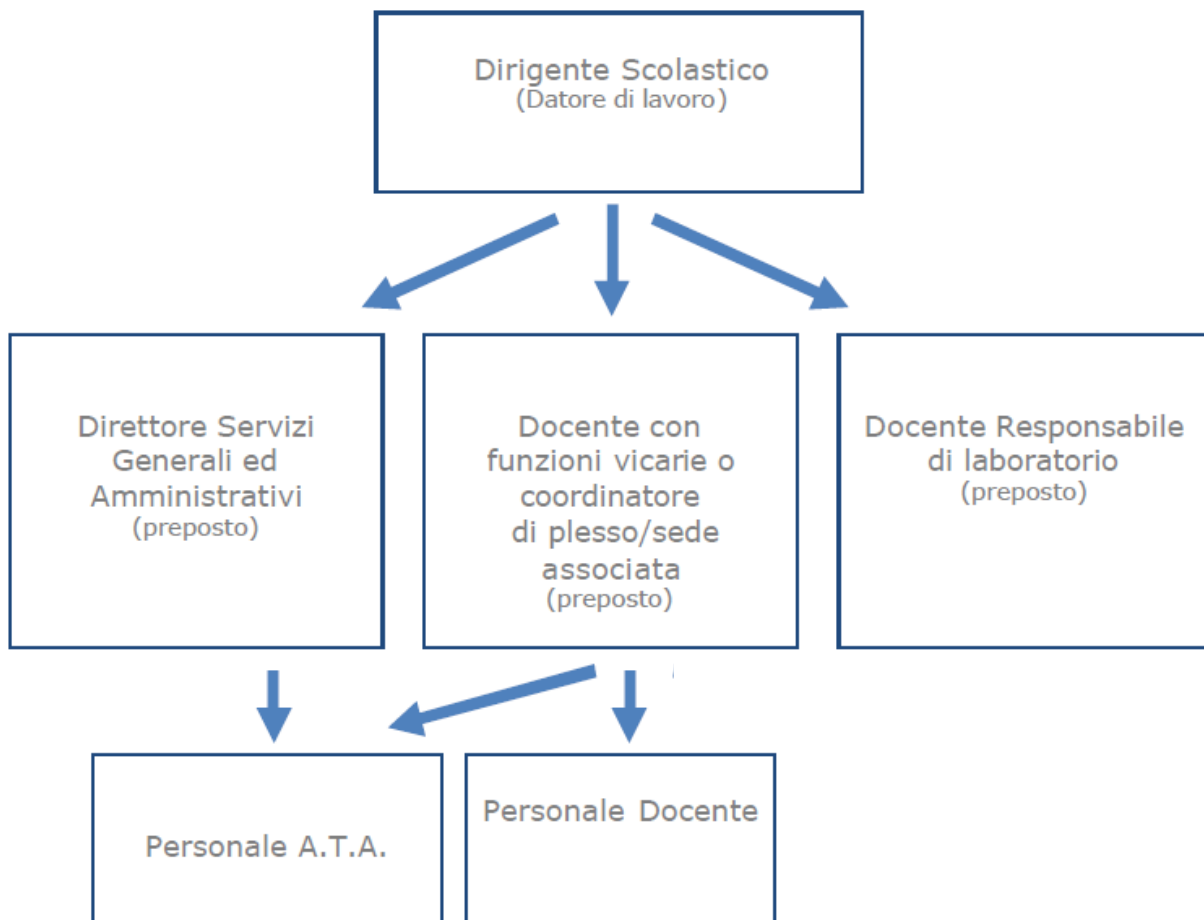 Dirigente Scolastico
(Datore di lavoro)
Direttore Servizi
Generali ed
Amministrativi
(preposto)
Docente con
funzioni vicarie o
coordinatore
di plesso/sede
associata
(preposto)
Docente Responsabile
di laboratorio
(preposto)
Personale A.T.A.
Personale Docente